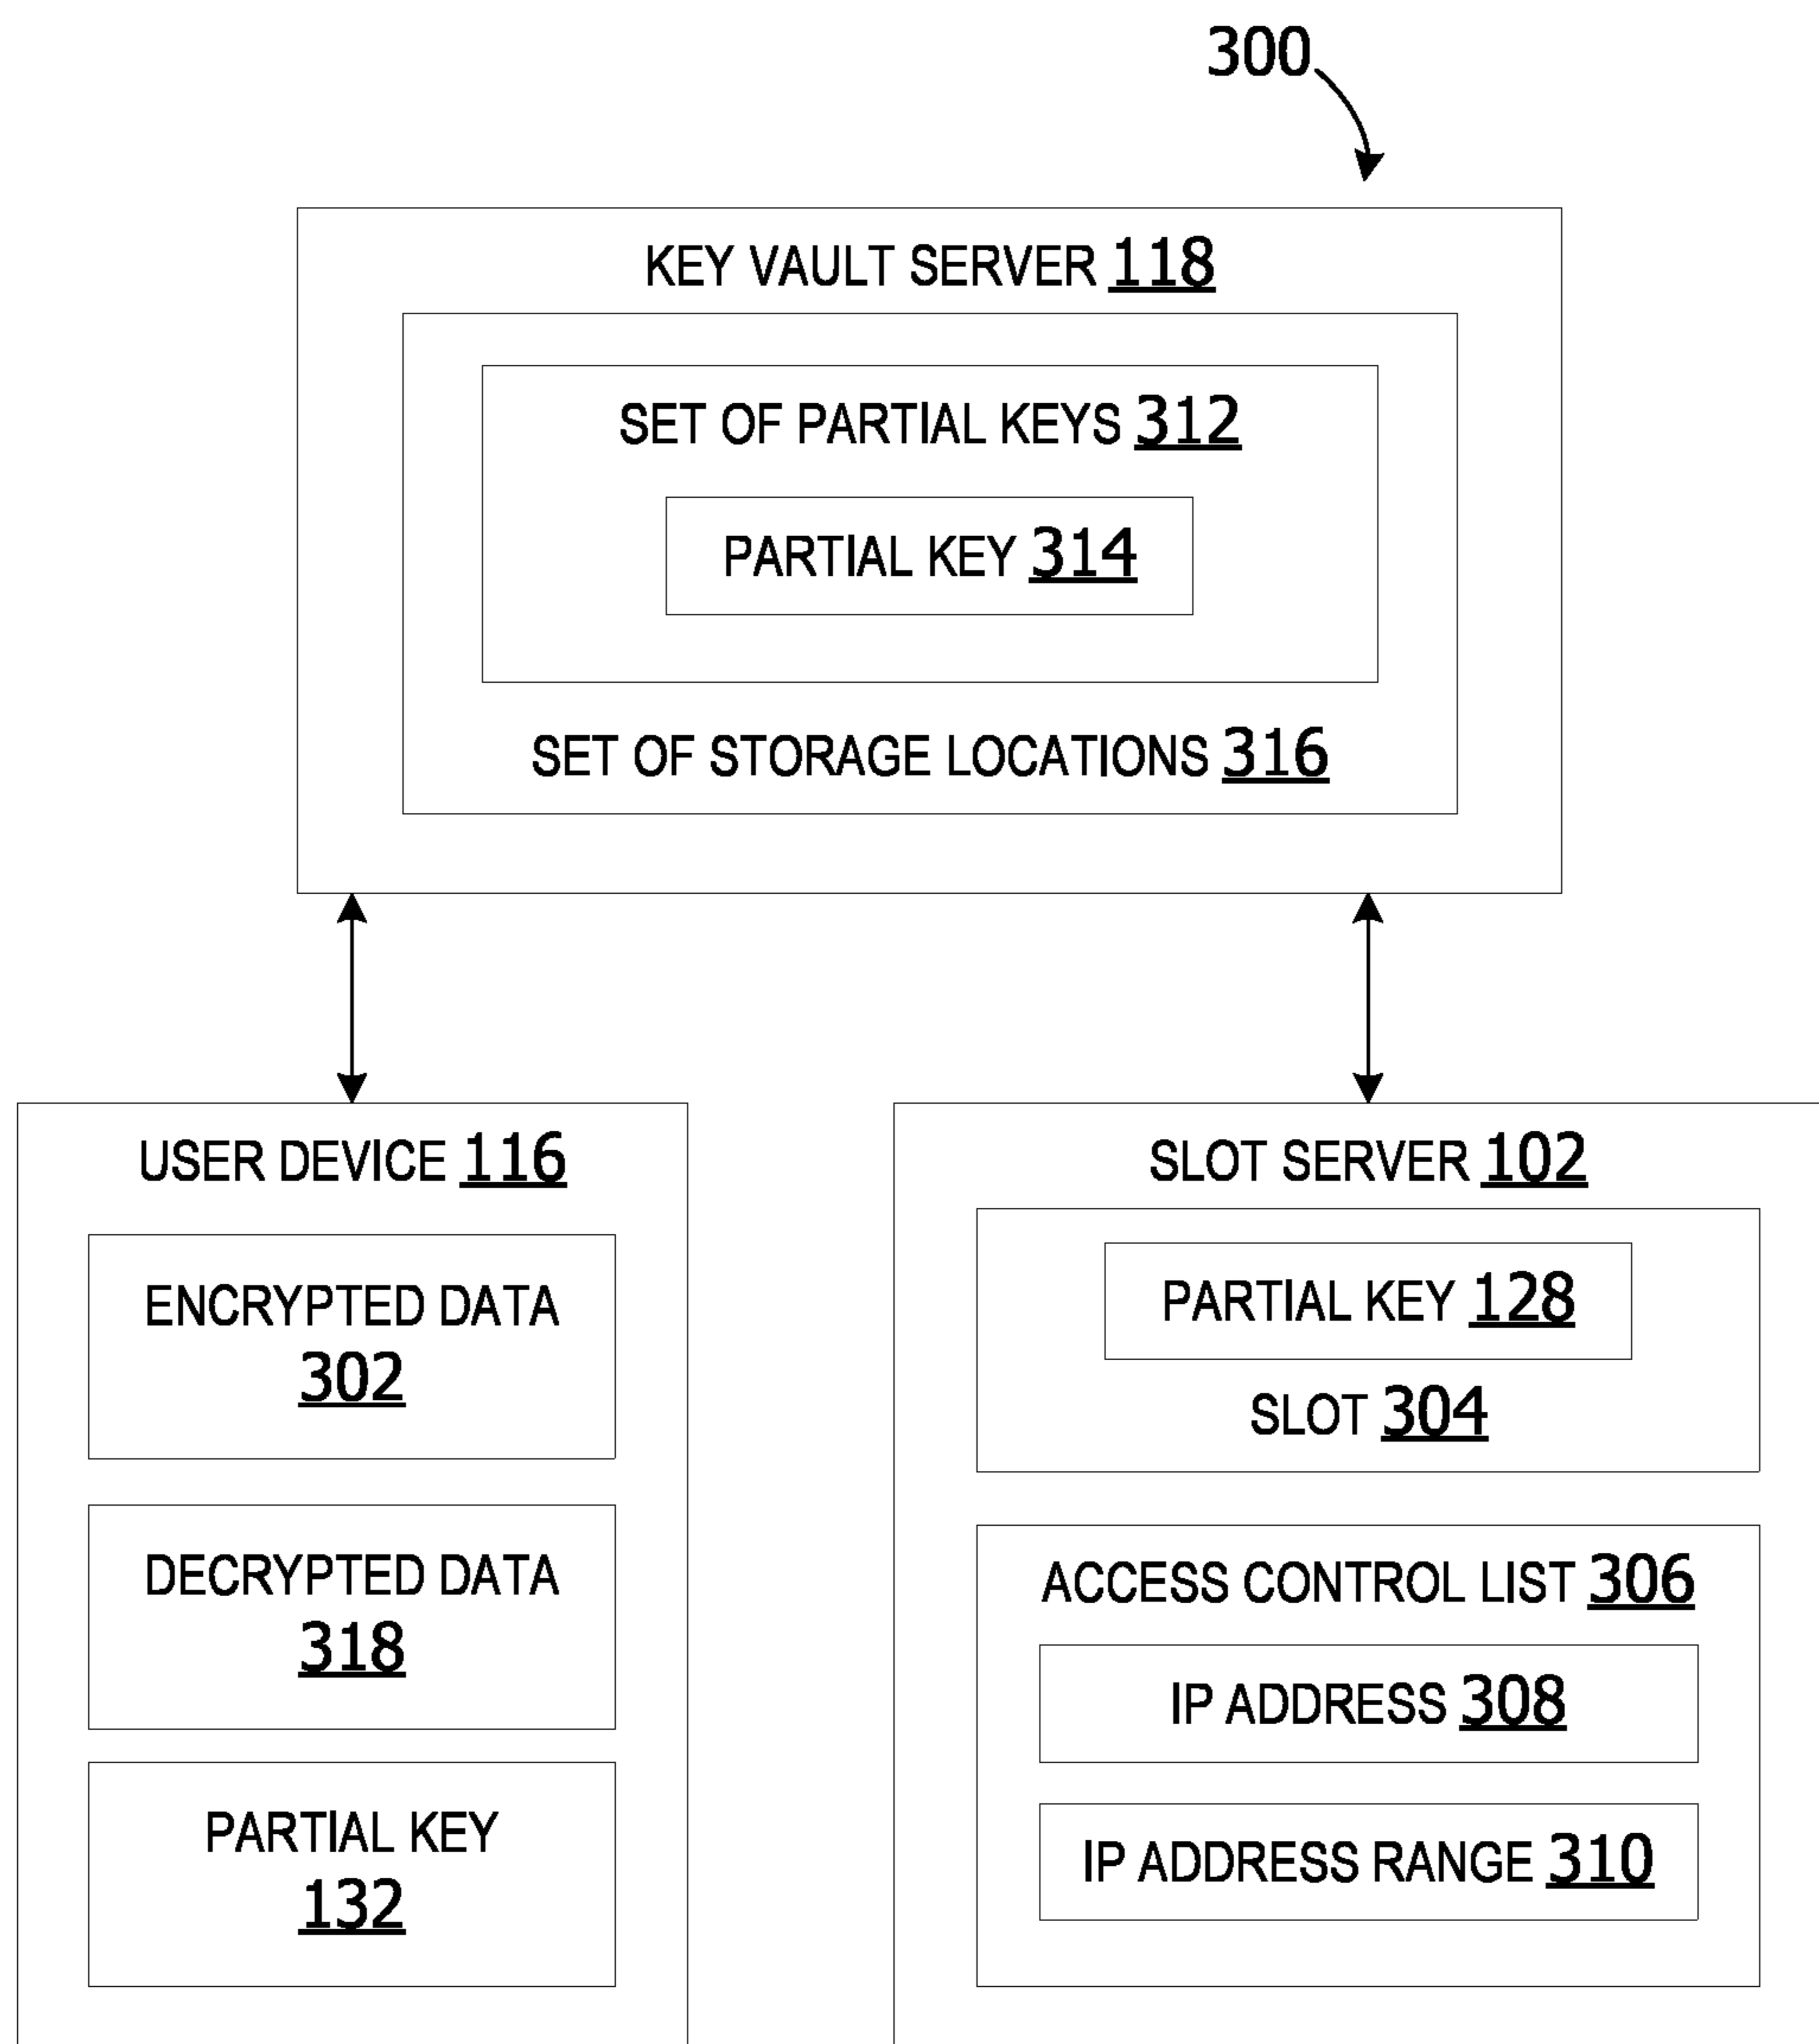 300
KEY VAULT SERVER 118
SET OF PARTIAL KEYS 312
PARTIAL KEY 314
SET OF STORAGE LOCATIONS 316
USER DEVICE 116
ENCRYPTED DATA
302
DECRYPTED DATA
318
PARTIAL KEY
132
SLOT SERVER 102
PARTIAL KEY 128
SLOT 304
ACCESS CONTROL LIST 306
IP ADDRESS 308
IP ADDRESS RANGE 310